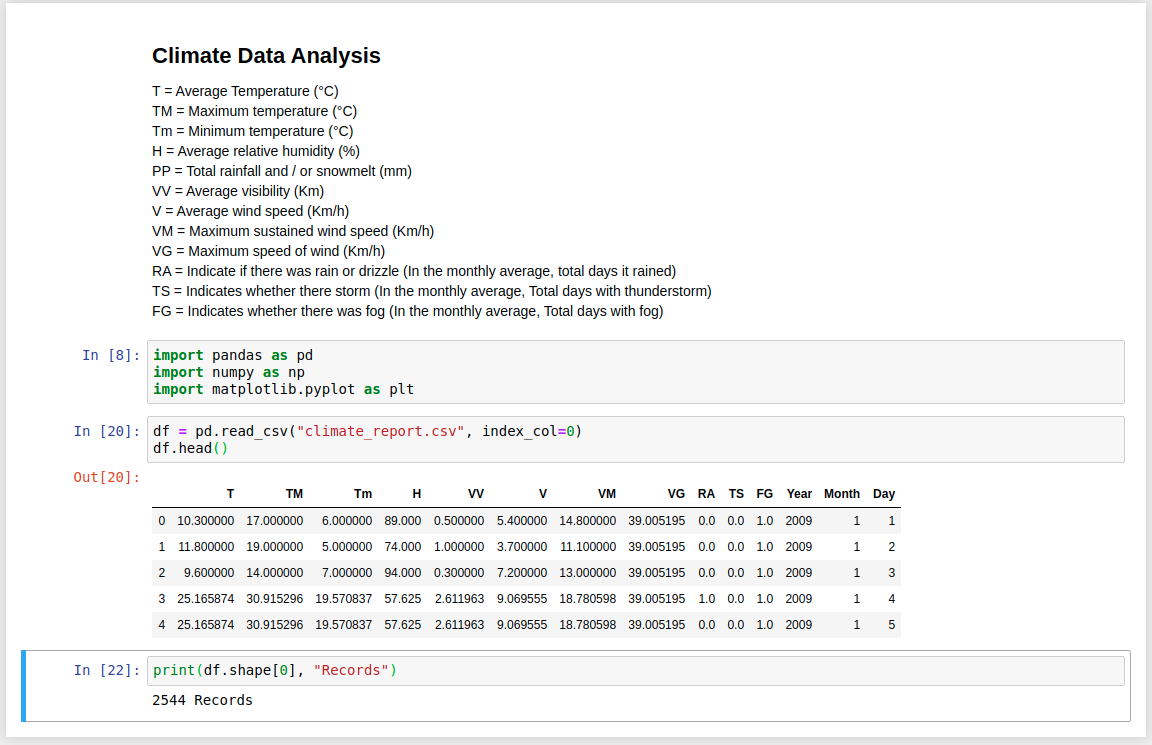 Climate Data Analysis
T = Average Temperature (°C)
TM = Maximum temperature (°C)
Tm = Minimum temperature (°C)
H = Average relative humidity (%)
PP = Total rainfall and / or snowmelt (mm)
VV = Average visibility (Km)
V = Average wind speed (Km/h)
VM = Maximum sustained wind speed (Km/h)
VG = Maximum speed of wind (Km/h)
RA = Indicate if there was rain or drizzle (In the monthly average, total days it rained)
TS = Indicates whether there storm (In the monthly average, Total days with thunderstorm)
FG = Indicates whether there was fog (In the monthly average, Total days with fog)
In [8]: import pandas as pd
import numpy as np
import matplotlib.pyplot as plt
In [20]: df = pd.read_csv("climate_report.csv", index_col=0)
df.head()
Out[20]:
T TM Tm H VV V VM VG RA TS FG Year Month Day
0 10.300000 17.000000 6.000000 89.000 0.500000 5.400000 14.800000 39.005195 0.0 0.0 1.0 2009 1 1
1 11.800000 19.000000 5.000000 74.000 1.000000 3.700000 11.100000 39.005195 0.0 0.0 1.0 2009 1 2
2 9.600000 14.000000 7.000000 94.000 0.300000 7.200000 13.000000 39.005195 0.0 0.0 1.0 2009 1 3
3 25.165874 30.915296 19.570837 57.625 2.611963 9.069555 18.780598 39.005195 1.0 0.0 1.0 2009 1 4
4 25.165874 30.915296 19.570837 57.625 2.611963 9.069555 18.780598 39.005195 0.0 0.0 1.0 2009 1 5
In [22]: print(df.shape[0], "Records")
2544 Records